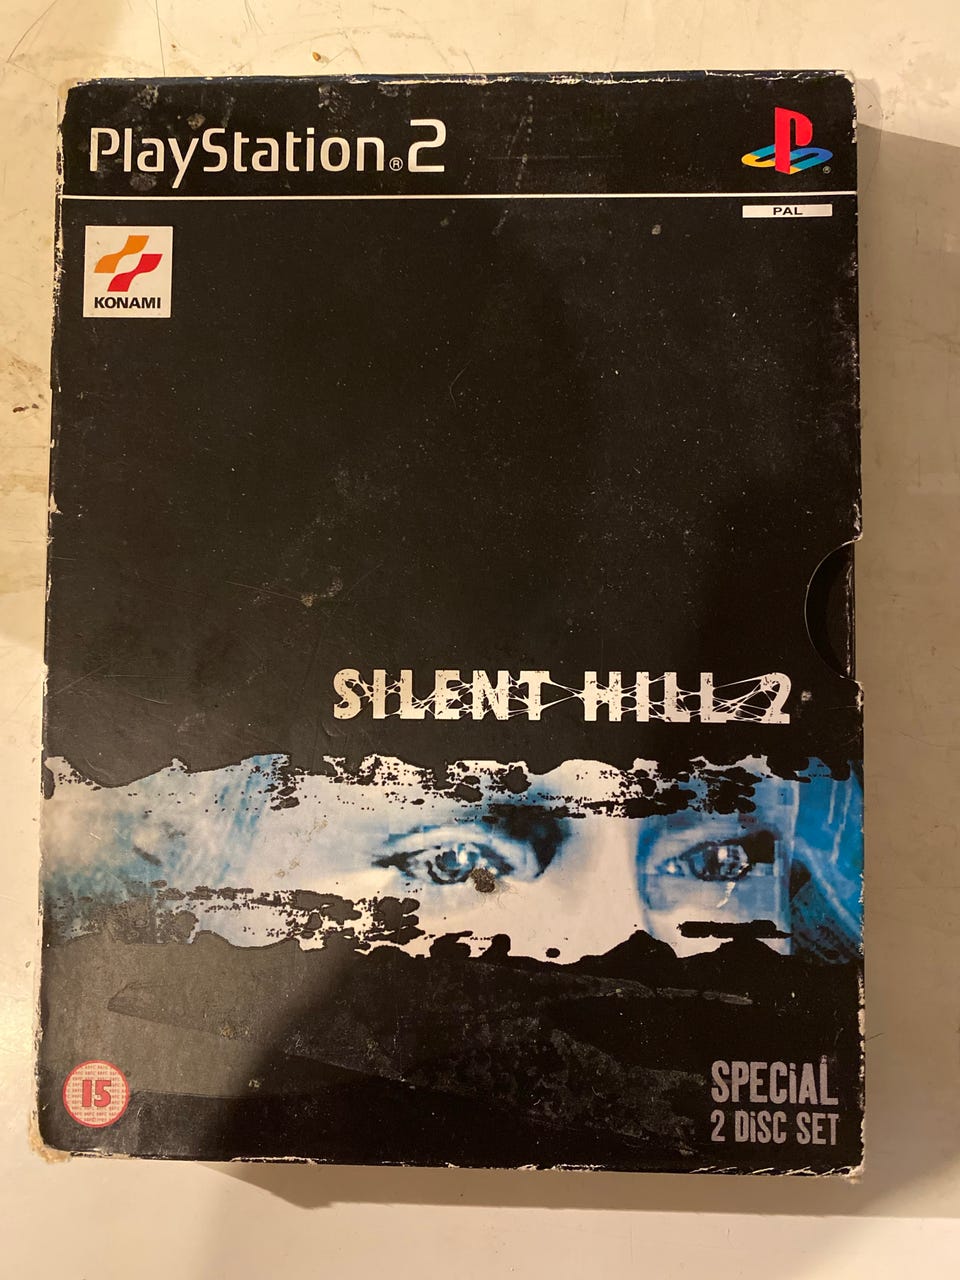 PlayStation®2
PAL
KONAMI
SILENT HILL 2
15
SPECiAL
2 DiSC SET